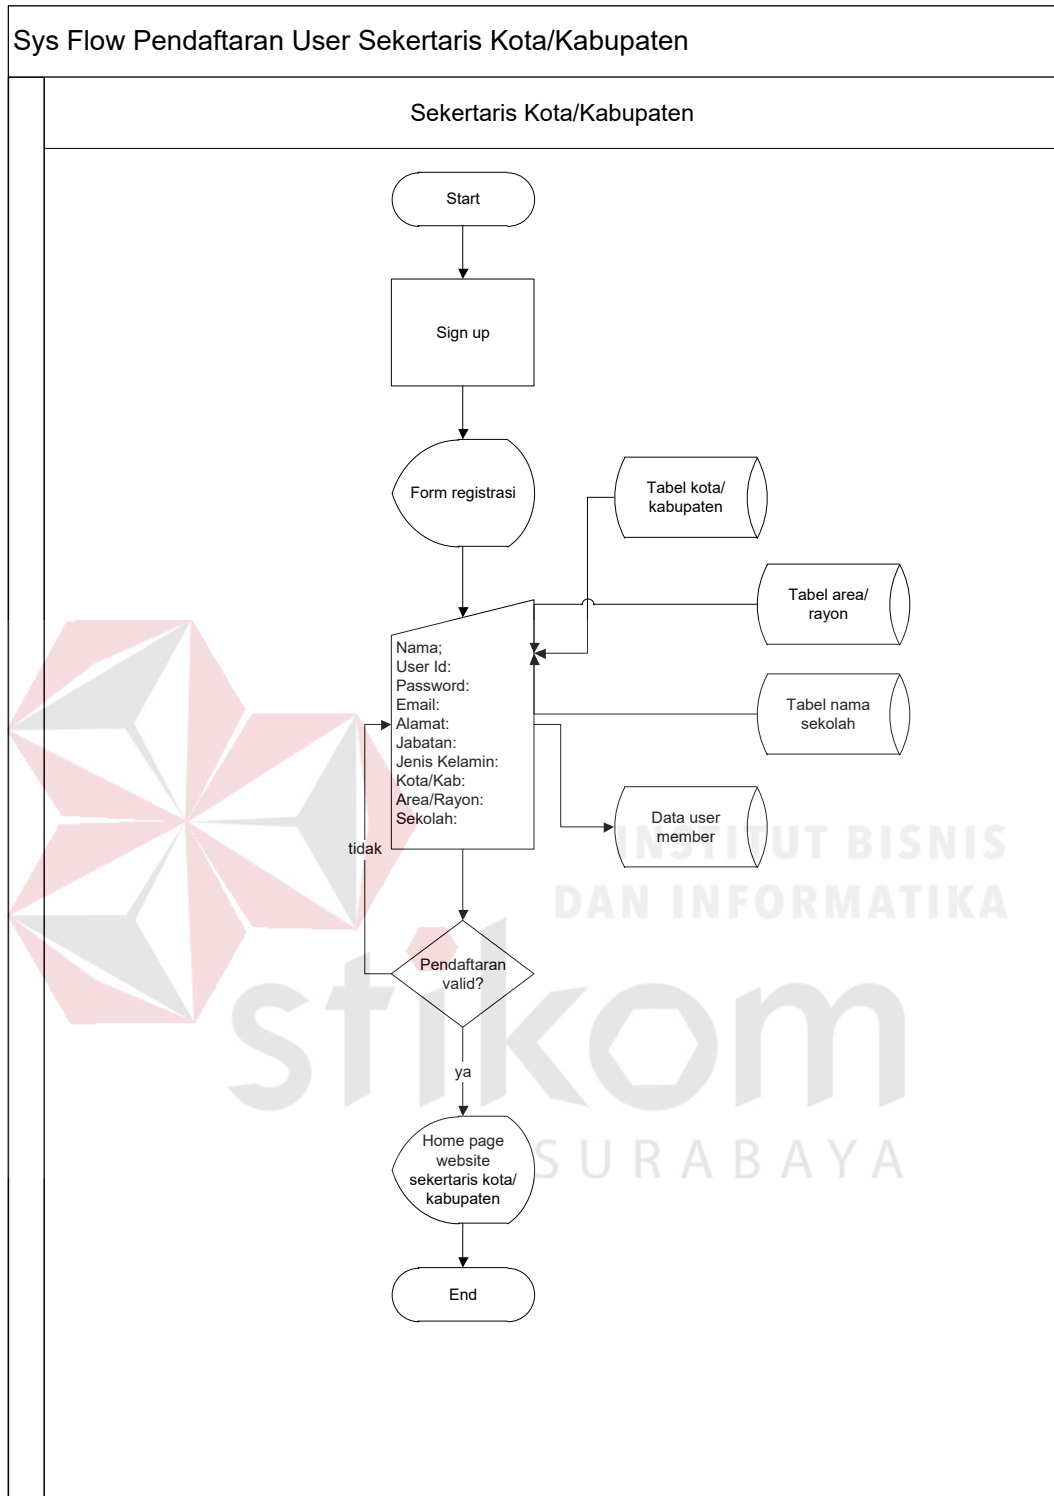 Sys Flow Pendaftaran User Sekertaris Kota/Kabupaten
Sekertaris Kota/Kabupaten
Start
Sign up
Form registrasi
Tabel kota/
kabupaten
Tabel area/
rayon
Nama;
User Id:
Password:
Email:
Alamat:
Jabatan:
Jenis Kelamin:
Kota/Kab:
Area/Rayon:
Sekolah:
Tabel nama
sekolah
Data user
member
tidak
INSTITUT BISNIS
DAN INFORMATIKA
Pendaftaran
valid?
stikom
ya
SURABAYA
Home page
website
sekertaris kota/
kabupaten
End